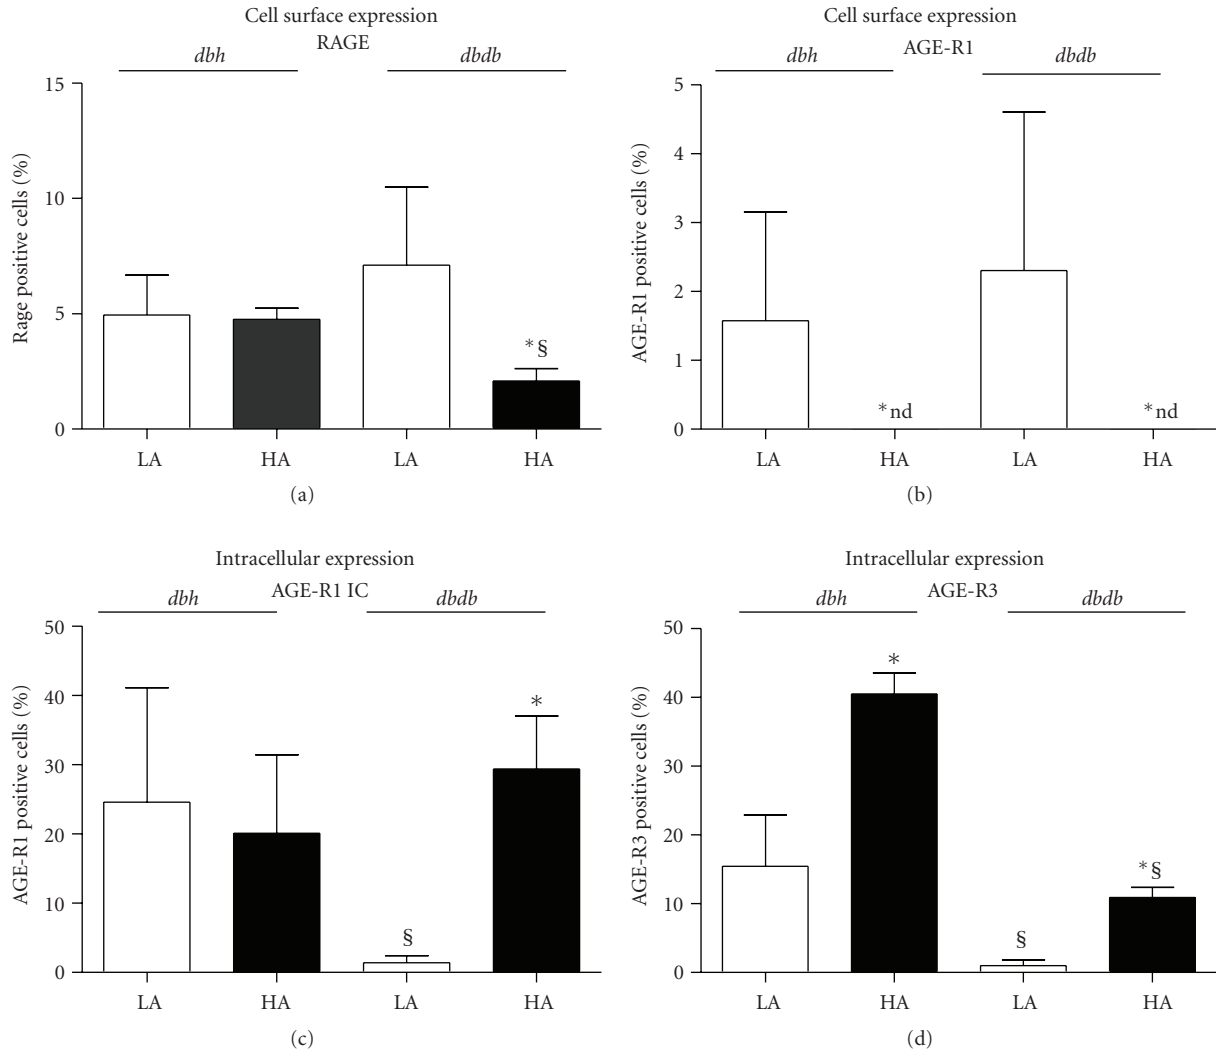 Cell surface expression
RAGE
dbh
dbdb
Rage positive cells (%)
15
10
5
0
*§
LA
HA
LA
HA
(a)
Cell surface expression
AGE-R1
dbh
dbdb
AGE-R1 positive cells (%)
5
4
3
2
1
0
*nd
*nd
LA
HA
LA
HA
(b)
Intracellular expression
AGE-R1 IC
dbh
dbdb
AGE-R1 positive cells (%)
50
40
30
20
10
0
§
*
LA
HA
LA
HA
(c)
Intracellular expression
AGE-R3
dbh
dbdb
AGE-R3 positive cells (%)
50
40
30
20
10
0
*
§
*§
LA
HA
LA
HA
(d)